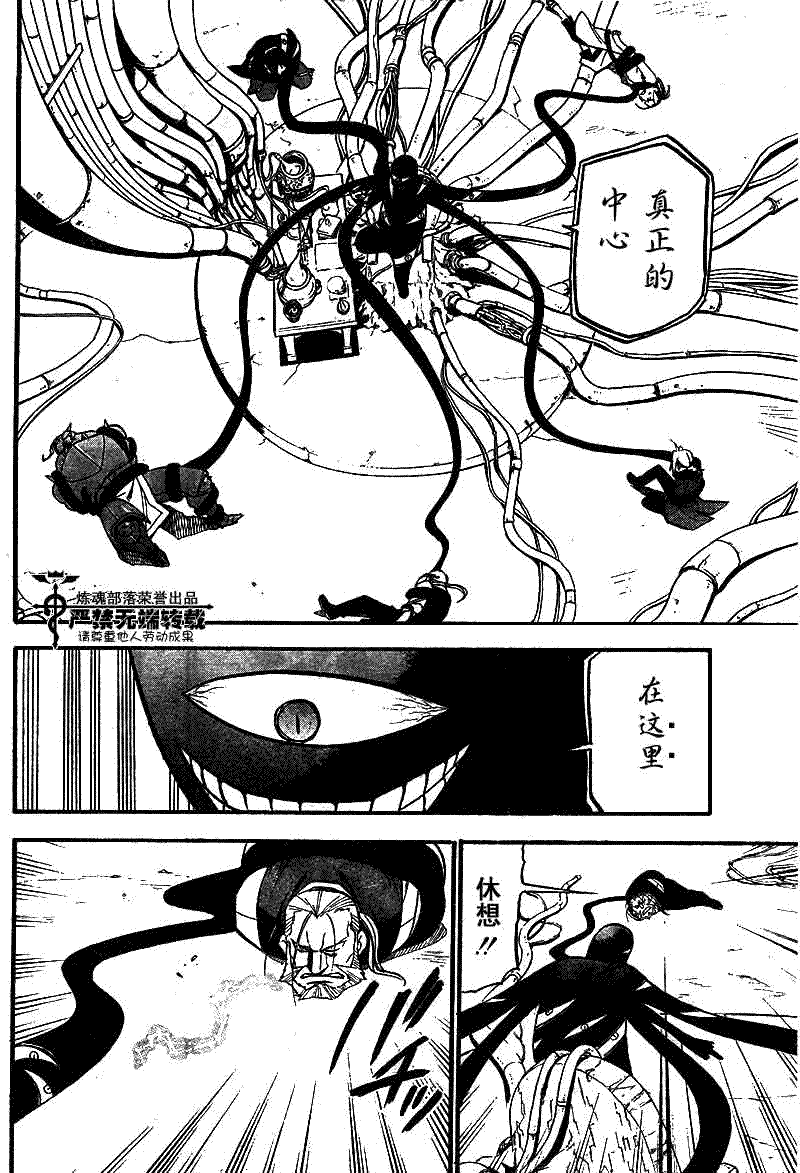 真正的
中心
炼魂部落荣誉出品
严禁无端转载
请尊重他人劳动成果
在这里
休想!!